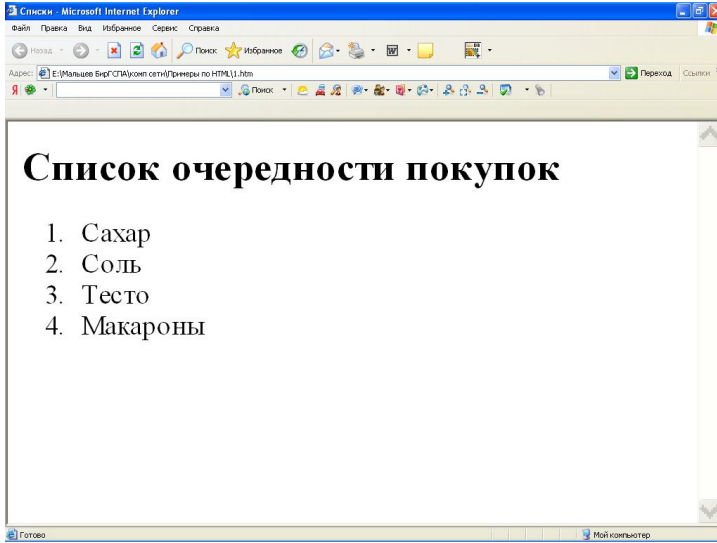 Списки - Microsoft Internet Explorer
Файл Правка Вид Избранное Сервис Справка
Назад Поиск Избранное
Адрес: E:\Мальцев БирГСПА\комп сети\Примеры по HTML\1.htm Переход Ссылки
Я Поиск
Список очередности покупок
1. Сахар
2. Соль
3. Тесто
4. Макароны
Готово Мой компьютер